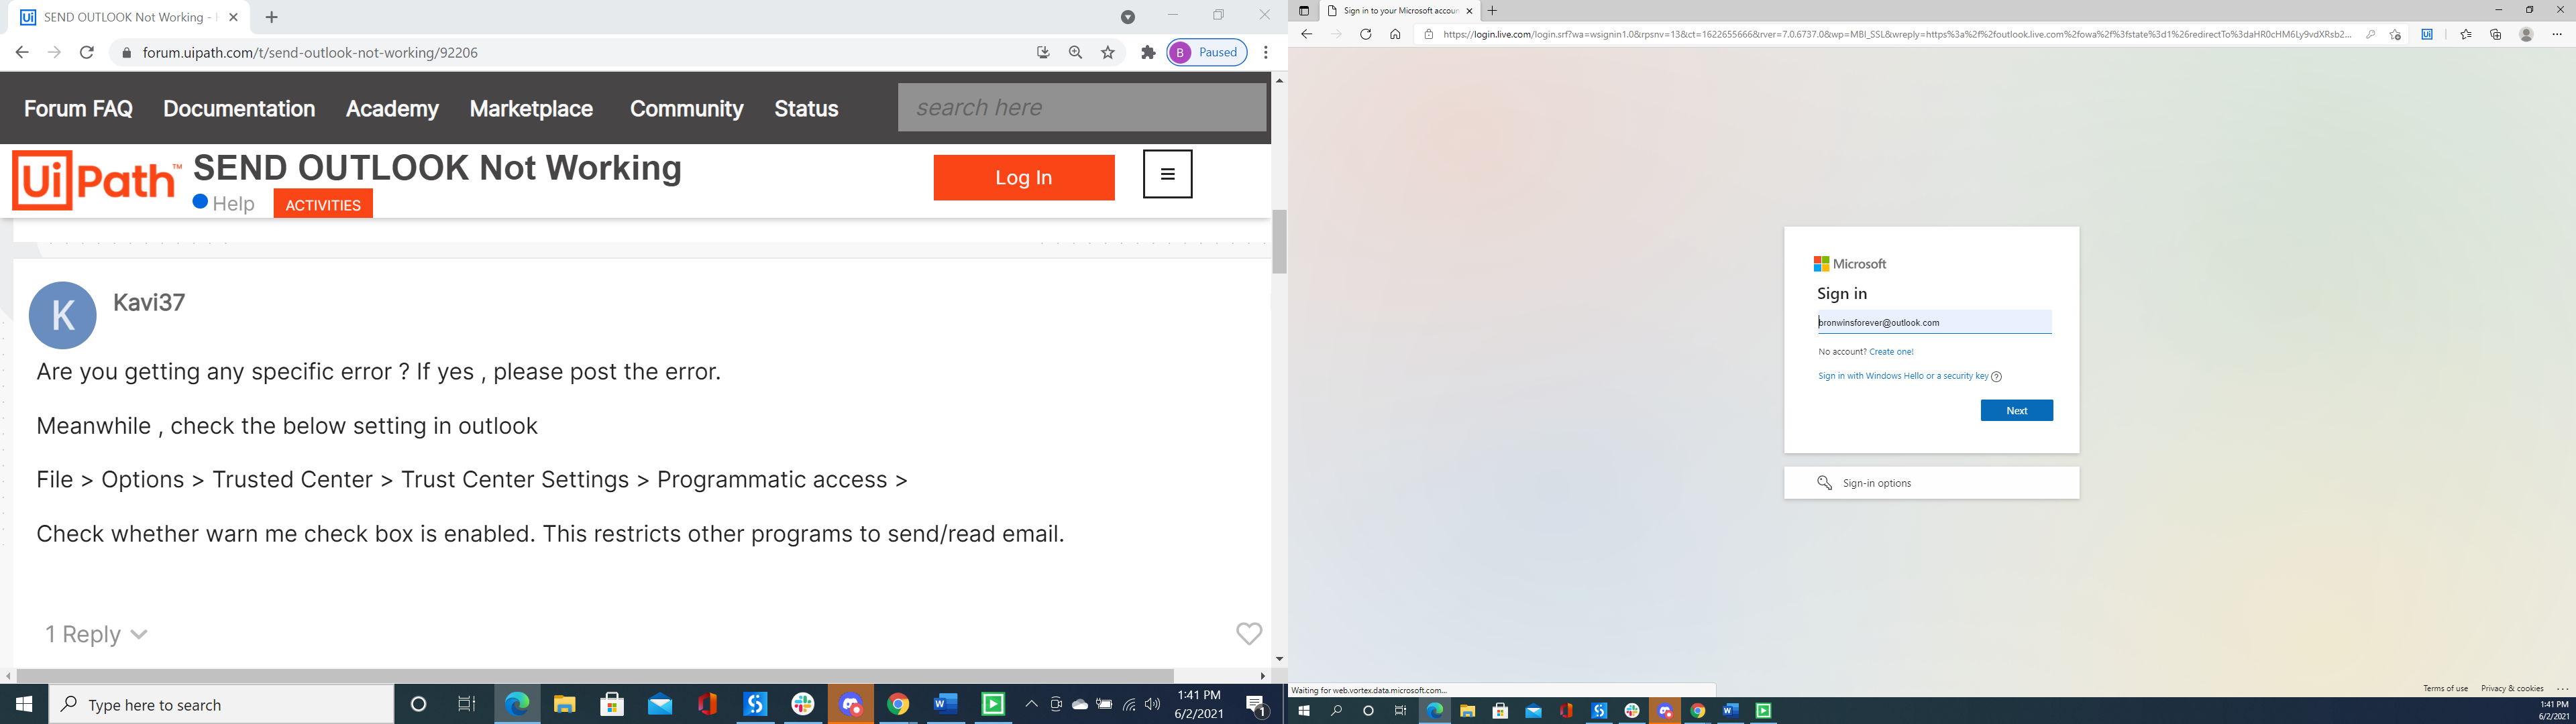 SEND OUTLOOK Not Working -
forum.uipath.com/t/send-outlook-not-working/92206
B Paused
Forum FAQ Documentation Academy Marketplace Community Status
search here
UiPath™ SEND OUTLOOK Not Working
Help ACTIVITIES
Log In
K Kavi37
Are you getting any specific error ? If yes , please post the error.
Meanwhile , check the below setting in outlook
File > Options > Trusted Center > Trust Center Settings > Programmatic access >
Check whether warn me check box is enabled. This restricts other programs to send/read email.
1 Reply
Type here to search
1:41 PM
6/2/2021
1
Sign in to your Microsoft accoun
https://login.live.com/login.srf?wa=wsignin1.0&rpsnv=13&ct=1622655666&rver=7.0.6737.0&wp=MBI_SSL&wreply=https%3a%2f%2foutlook.live.com%2fowa%2f%3fstate%3d1%26redirectTo%3daHR0cHM6Ly9vdXRsb2...
Microsoft
Sign in
bronwinsforever@outlook.com
No account? Create one!
Sign in with Windows Hello or a security key
Next
Sign-in options
Waiting for web.vortex.data.microsoft.com...
Terms of use Privacy & cookies ...
1:41 PM
6/2/2021